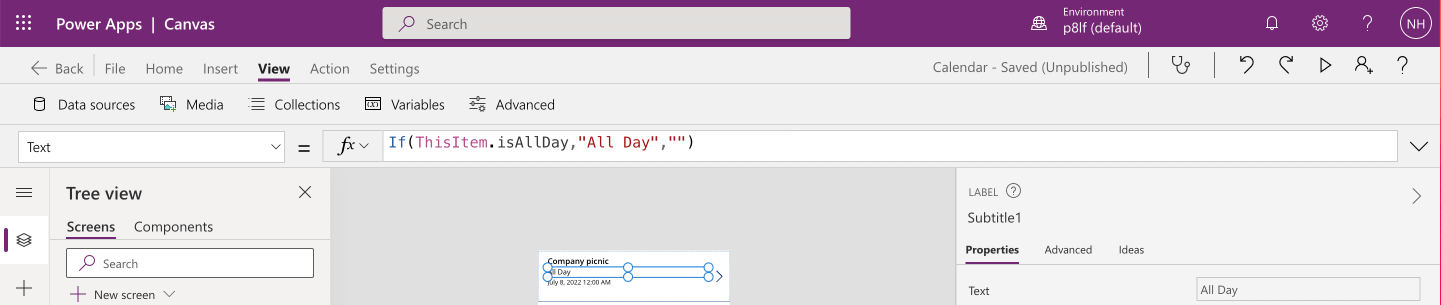 Power Apps | Canvas
Search
Environment
p8lf (default)
NH
Back File Home Insert View Action Settings
Calendar - Saved (Unpublished)
Data sources Media Collections Variables Advanced
Text = fx If(ThisItem.isAllDay,"All Day","")
Tree view
Screens Components
Search
New screen
Company picnic
All Day
July 8, 2022 12:00 AM
LABEL
Subtitle1
Properties Advanced Ideas
Text All Day